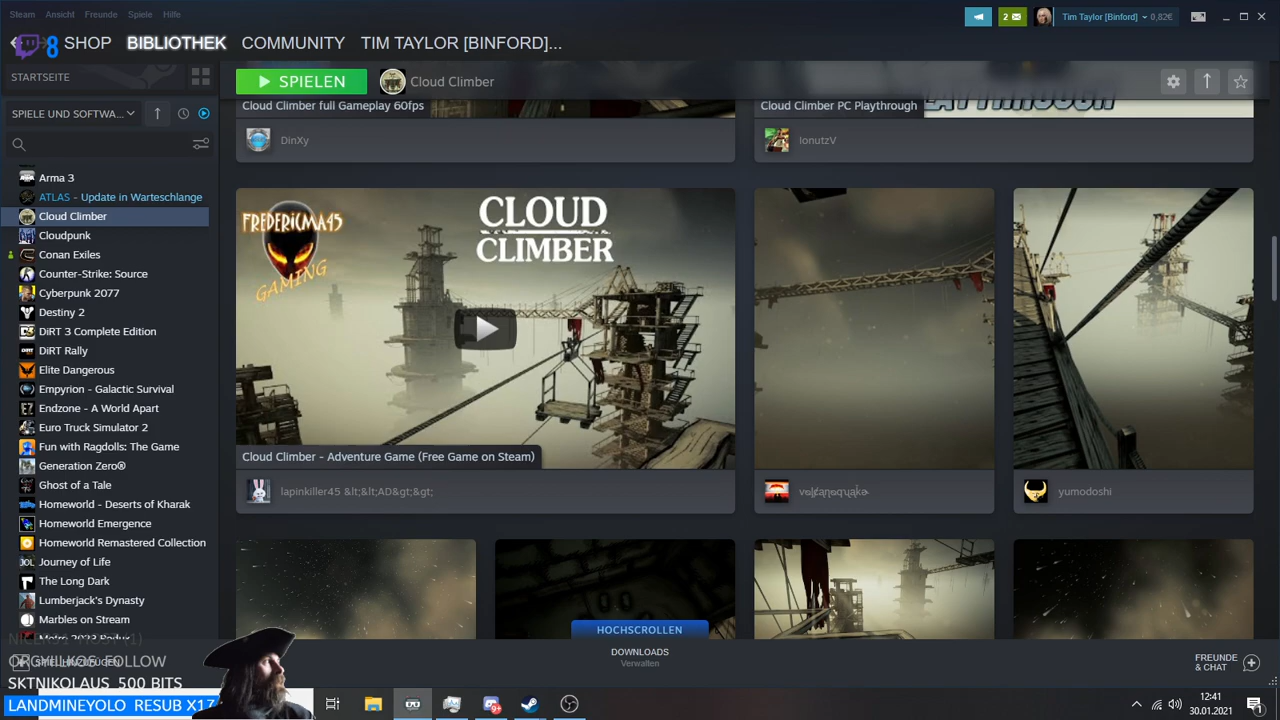 Steam Ansicht Freunde Spiele Hilfe
2
Tim Taylor [Binford]
0,82€
8
SHOP BIBLIOTHEK COMMUNITY TIM TAYLOR [BINFORD]...
STARTSEITE
SPIELEN
Cloud Climber
SPIELE UND SOFTWA...
Arma 3
ATLAS - Update in Warteschlange
Cloud Climber
Cloudpunk
Conan Exiles
Counter-Strike: Source
Cyberpunk 2077
Destiny 2
DiRT 3 Complete Edition
DiRT Rally
Elite Dangerous
Empyrion - Galactic Survival
Endzone - A World Apart
Euro Truck Simulator 2
Fun with Ragdolls: The Game
Generation Zero®
Ghost of a Tale
Homeworld - Deserts of Kharak
Homeworld Emergence
Homeworld Remastered Collection
Journey of Life
The Long Dark
Lumberjack's Dynasty
Marbles on Stream
Cloud Climber full Gameplay 60fps
Cloud Climber PC Playthrough
DinXy
IonutzV
FREDERICMA45
GAMING
CLOUD
CLIMBER
Cloud Climber - Adventure Game (Free Game on Steam)
lapinkiller45 &lt;&lt;AD&gt;&gt;
yumodoshi
HOCHSCROLLEN
DOWNLOADS
Verwalten
FREUNDE
& CHAT
FOLLOW
SKTNIKOLAUS 500 BITS
LANDMINEYOLO RESUB X17
12:41
30.01.2021